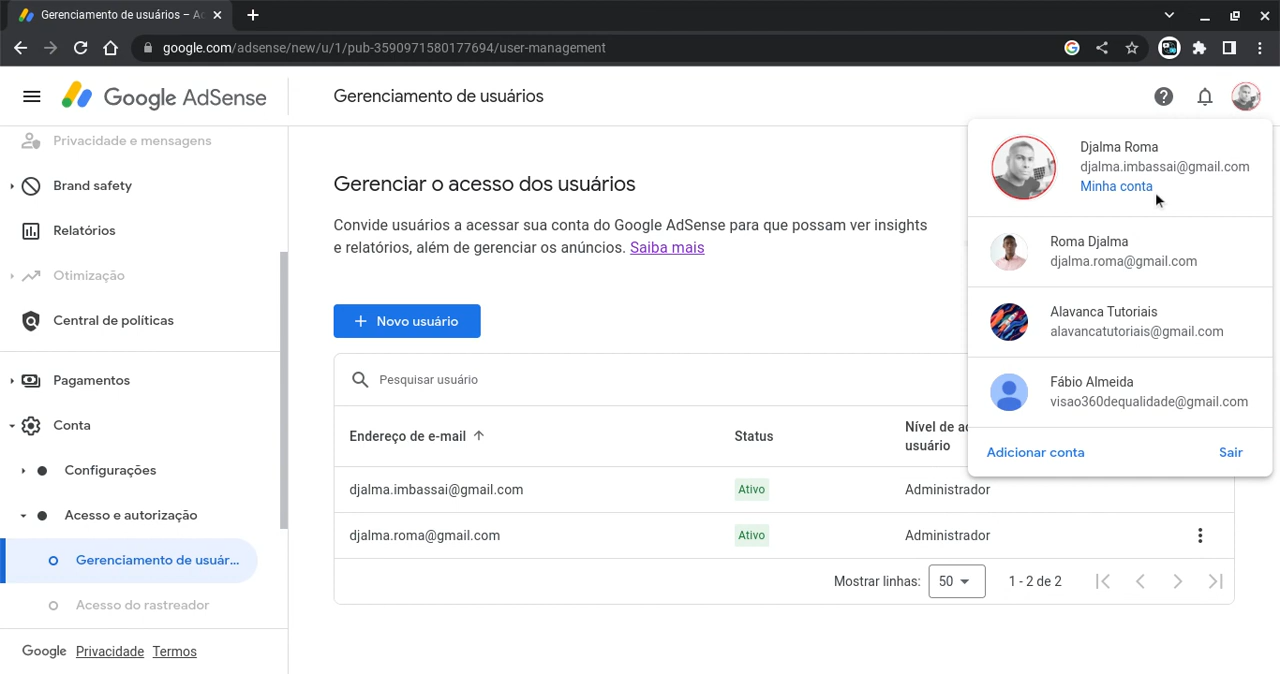 Gerenciamento de usuários – Ac
google.com/adsense/new/u/1/pub-3590971580177694/user-management
Google AdSense
Gerenciamento de usuários
Privacidade e mensagens
Brand safety
Relatórios
Otimização
Central de políticas
Pagamentos
Conta
Configurações
Acesso e autorização
Gerenciamento de usuár...
Acesso do rastreador
Google Privacidade Termos
Gerenciar o acesso dos usuários
Convide usuários a acessar sua conta do Google AdSense para que possam ver insights
e relatórios, além de gerenciar os anúncios. Saiba mais
Novo usuário
Pesquisar usuário
Endereço de e-mail
Status
Nível de ac
usuário
djalma.imbassai@gmail.com Ativo Administrador
djalma.roma@gmail.com Ativo Administrador
Mostrar linhas: 50 1 - 2 de 2
Djalma Roma
djalma.imbassai@gmail.com
Minha conta
Roma Djalma
djalma.roma@gmail.com
Alavanca Tutoriais
alavancatutoriais@gmail.com
Fábio Almeida
visao360dequalidade@gmail.com
Adicionar conta Sair